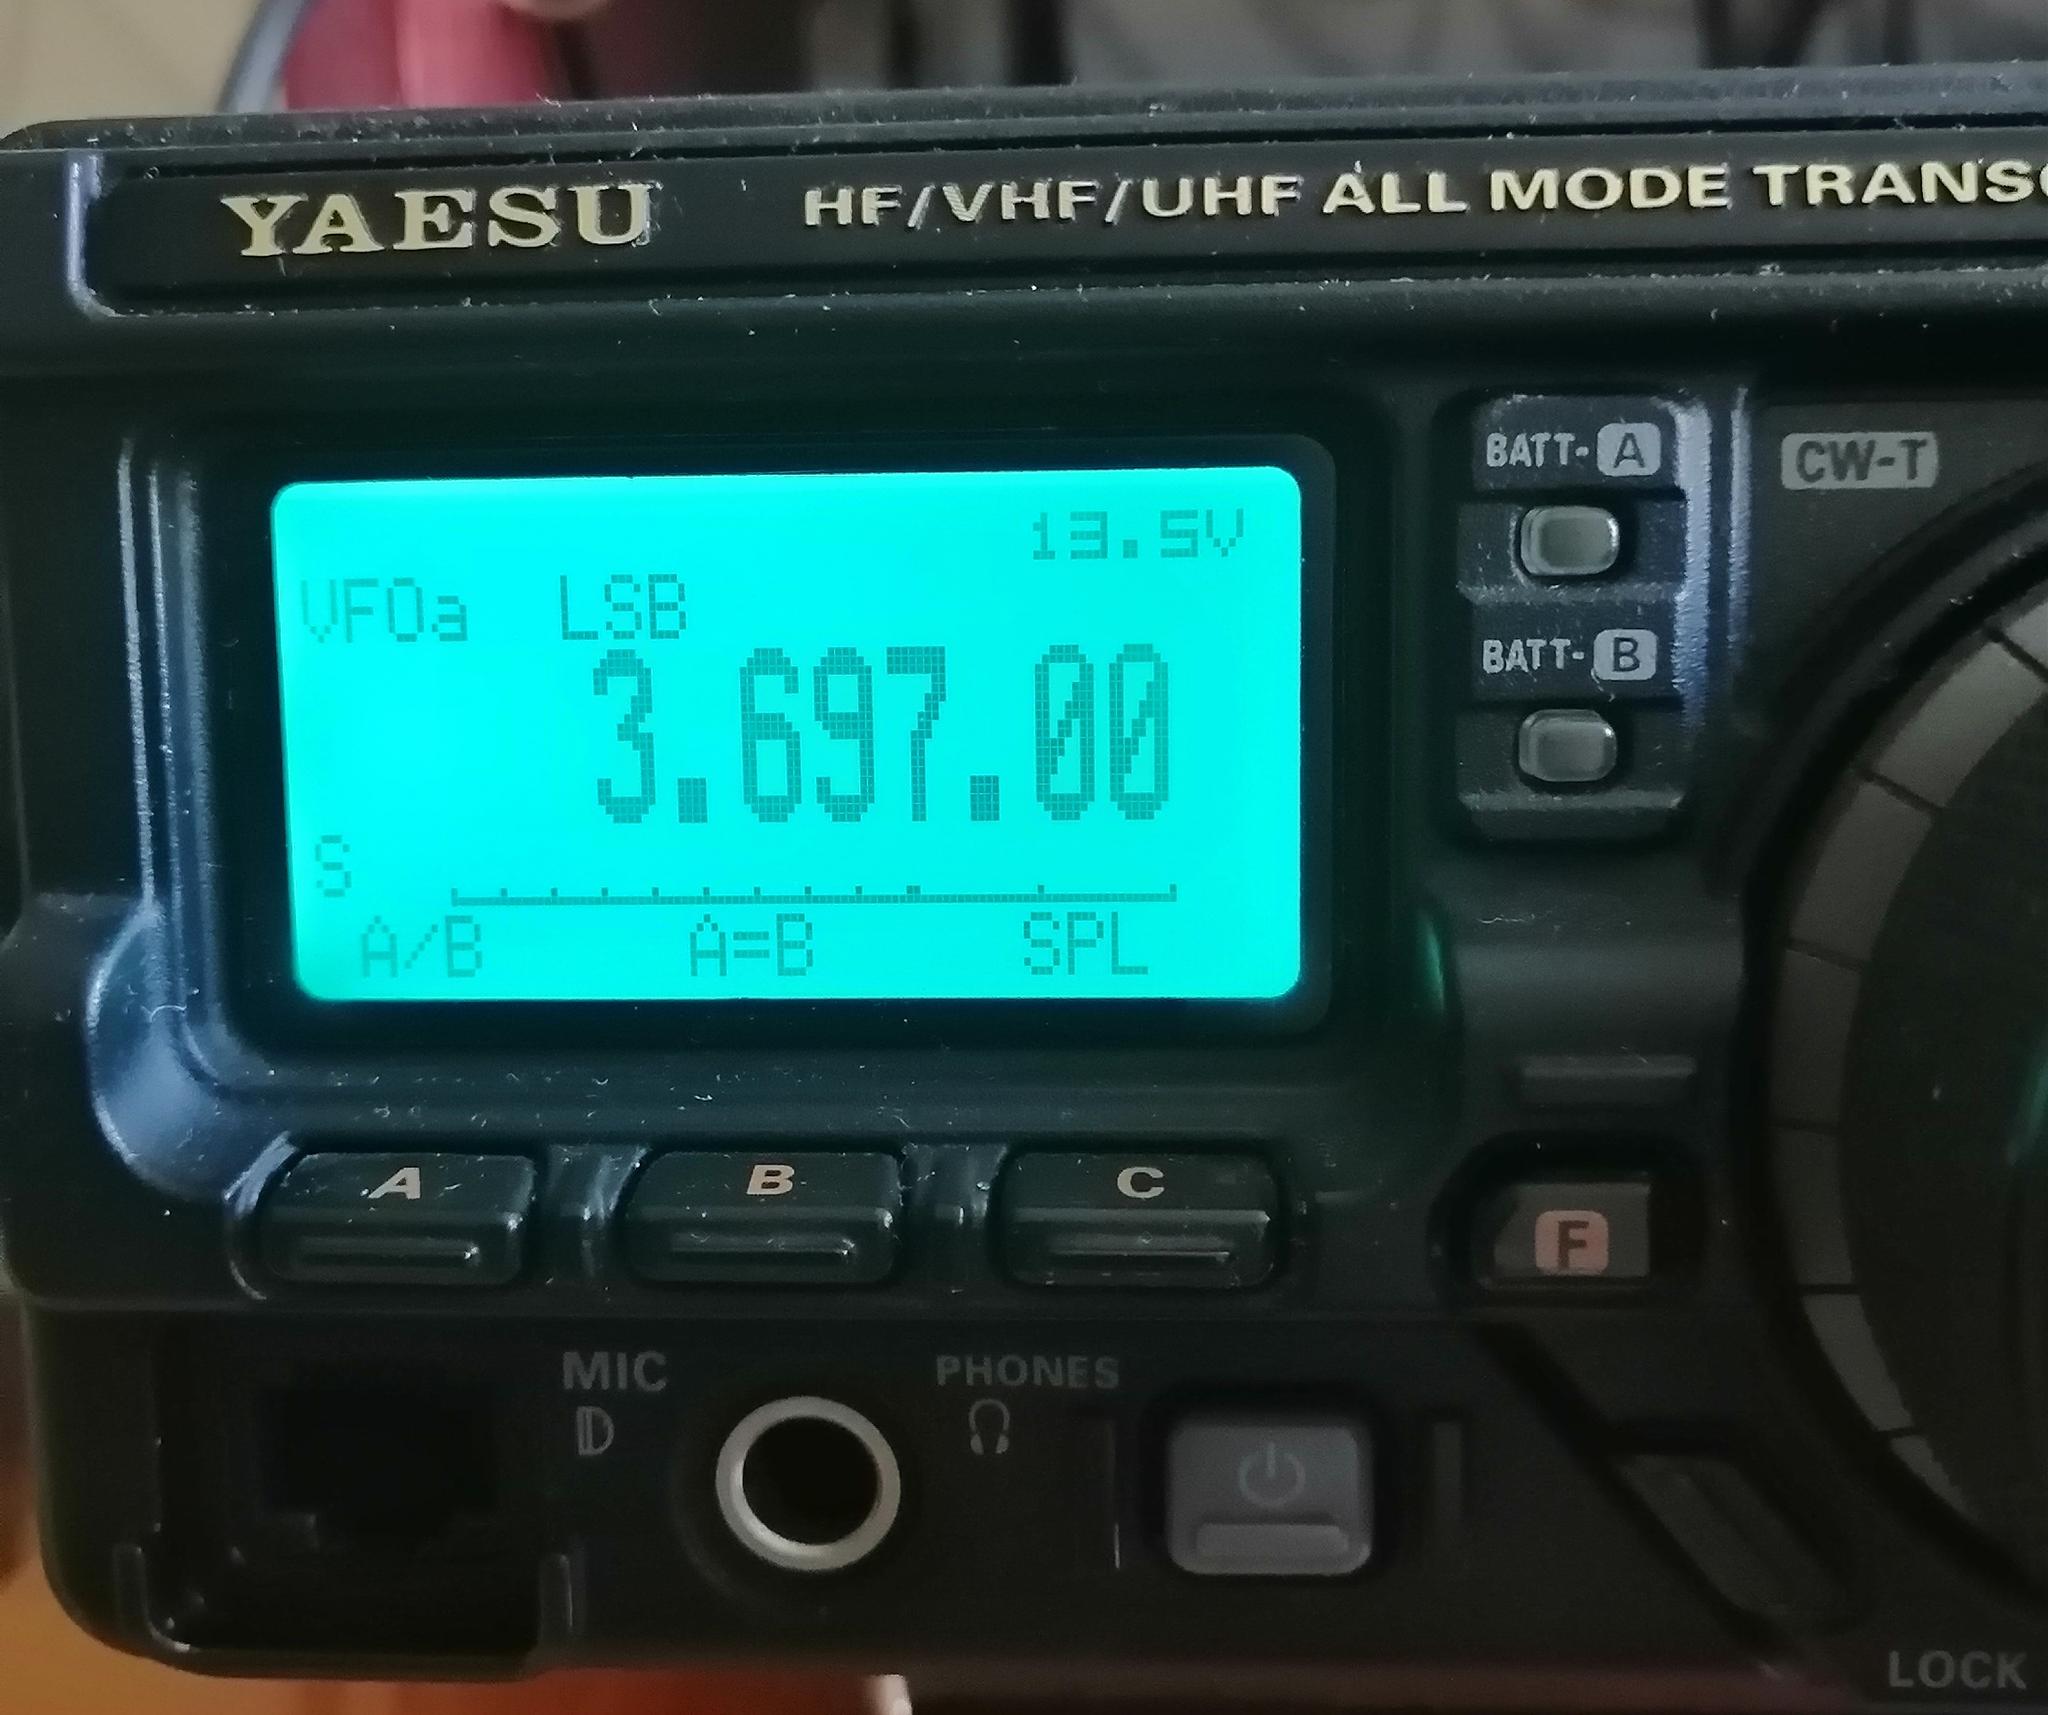 YAESU HF/VHF/UHF ALL MODE TRANSC
13.5V
VFOa LSB
3.697.00
S
A/B A=B SPL
BATT-A
BATT-B
CW-T
A B C
F
MIC
PHONES
LOCK